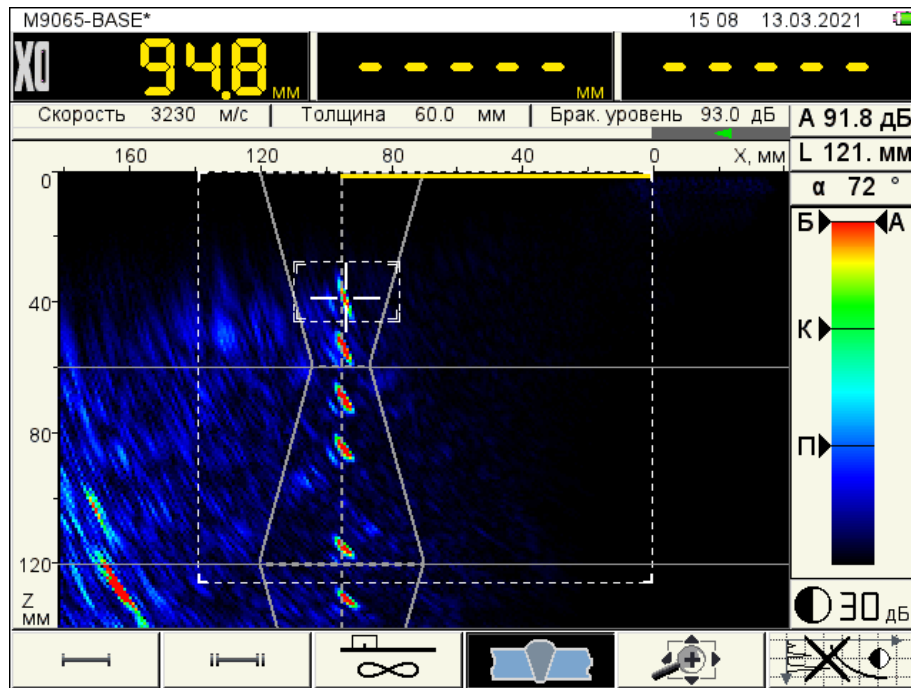 M9065-BASE* 15 08 13.03.2021
X0 94.8 мм - - - - - мм - - - - -
Скорость 3230 м/с Толщина 60.0 мм Брак. уровень 93.0 дБ А 91.8 дБ
160 120 80 40 0 X, мм L 121. мм
0 α 72 °
Б А
40 К
80 П
120
Z
мм 30 дБ